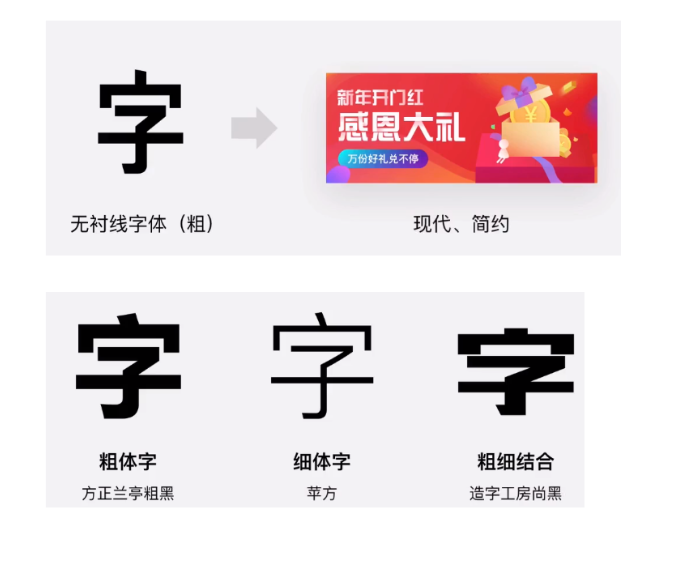 字
新年开门红
感恩大礼
万份好礼兑不停
无衬线字体（粗）
现代、简约
字
字
字
粗体字
细体字
粗细结合
方正兰亭粗黑
苹方
造字工房尚黑